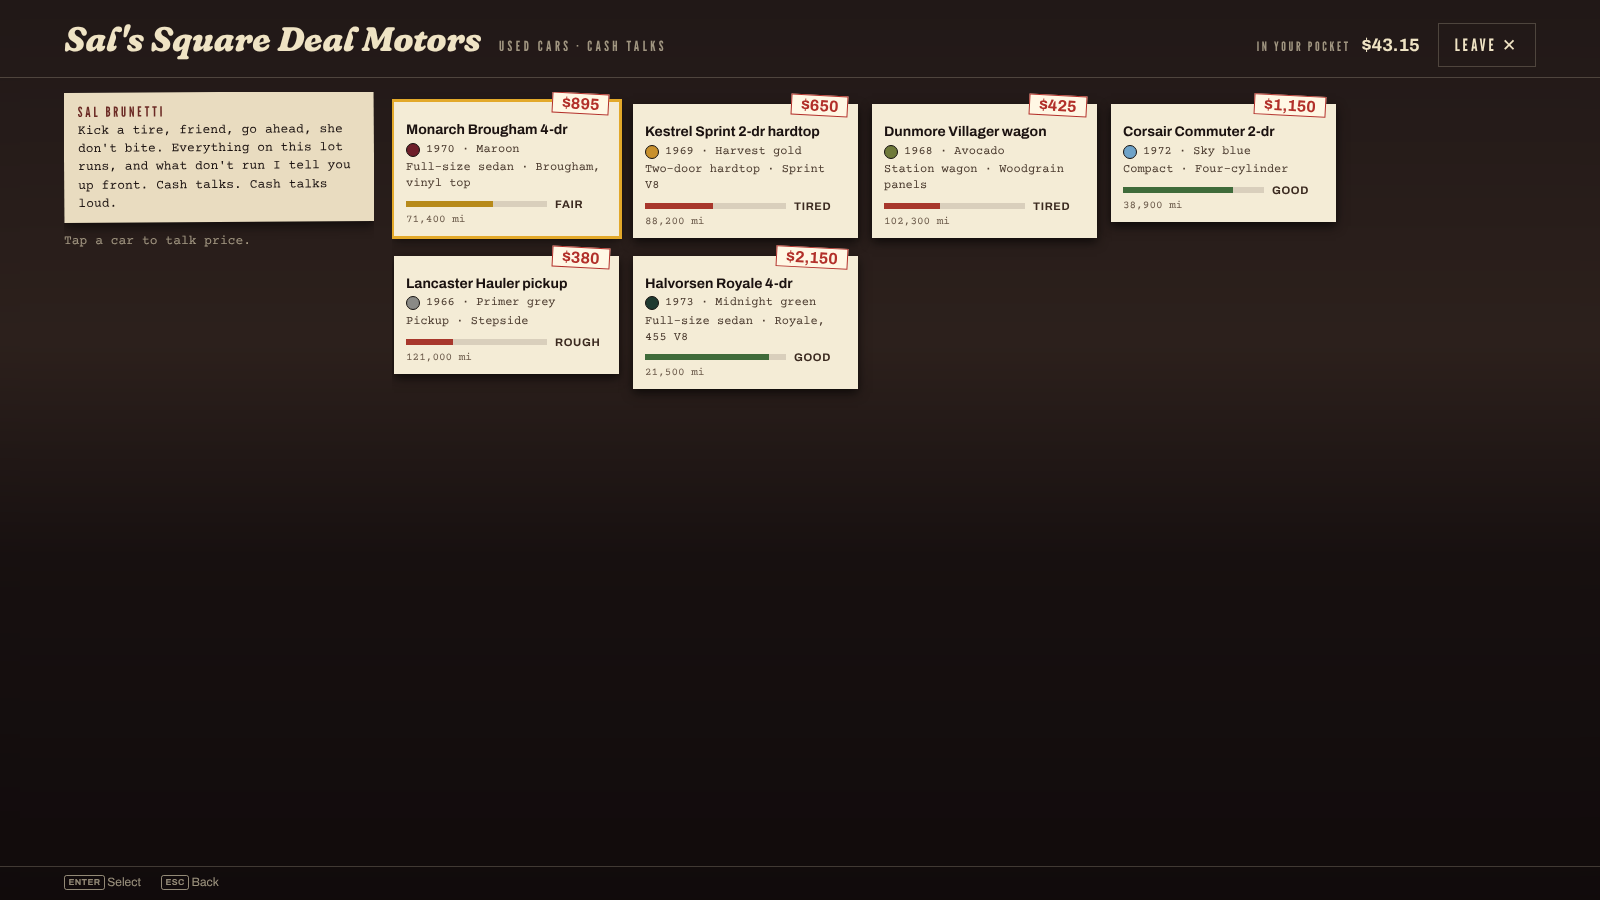 Sal's Square Deal Motors
USED CARS · CASH TALKS
IN YOUR POCKET $43.15
LEAVE ✕
SAL BRUNETTI
Kick a tire, friend, go ahead, she
don't bite. Everything on this lot
runs, and what don't run I tell you
up front. Cash talks. Cash talks
loud.
Tap a car to talk price.
$895
Monarch Brougham 4-dr
1970 · Maroon
Full-size sedan · Brougham,
vinyl top
FAIR
71,400 mi
$650
Kestrel Sprint 2-dr hardtop
1969 · Harvest gold
Two-door hardtop · Sprint
V8
TIRED
88,200 mi
$425
Dunmore Villager wagon
1968 · Avocado
Station wagon · Woodgrain
panels
TIRED
102,300 mi
$1,150
Corsair Commuter 2-dr
1972 · Sky blue
Compact · Four-cylinder
GOOD
38,900 mi
$380
Lancaster Hauler pickup
1966 · Primer grey
Pickup · Stepside
ROUGH
121,000 mi
$2,150
Halvorsen Royale 4-dr
1973 · Midnight green
Full-size sedan · Royale,
455 V8
GOOD
21,500 mi
ENTER Select ESC Back